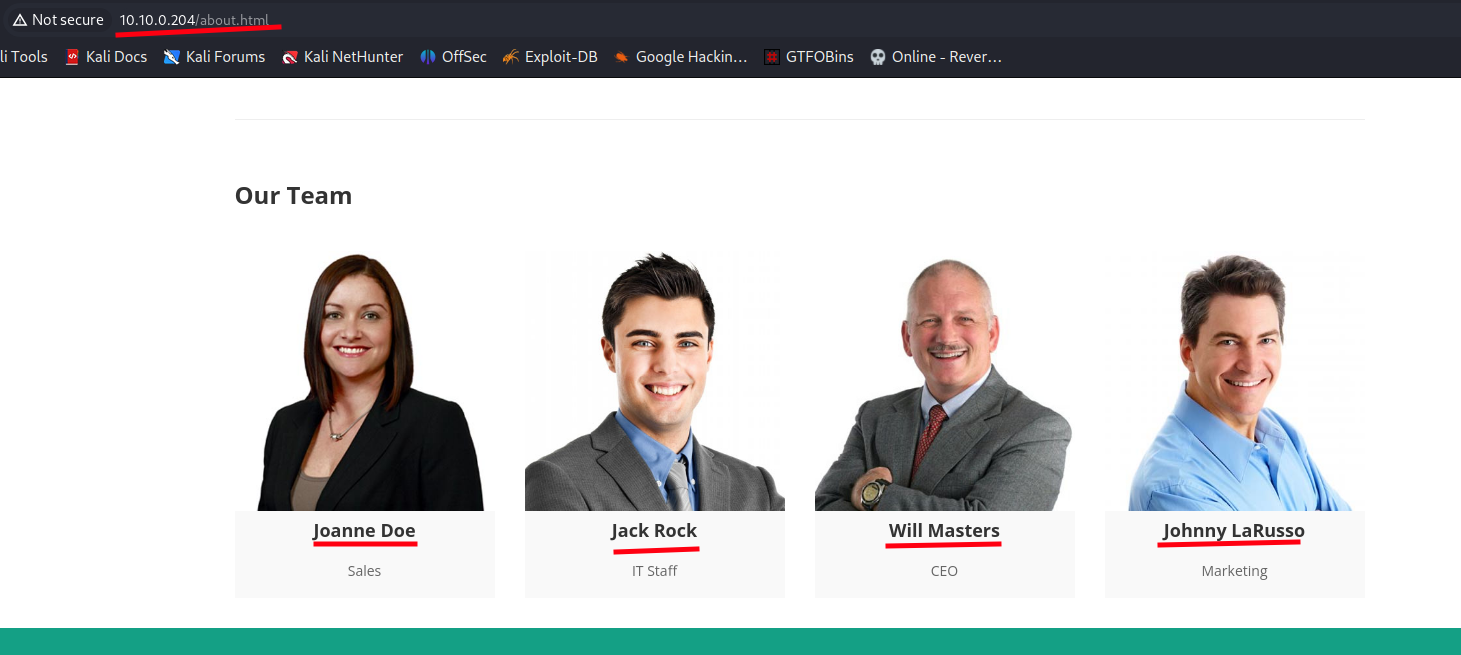 Not secure 10.10.0.204/about.html
li Tools Kali Docs Kali Forums Kali NetHunter OffSec Exploit-DB Google Hackin… GTFOBins Online - Rever…
Our Team
Joanne Doe Jack Rock Will Masters Johnny LaRusso
Sales IT Staff CEO Marketing